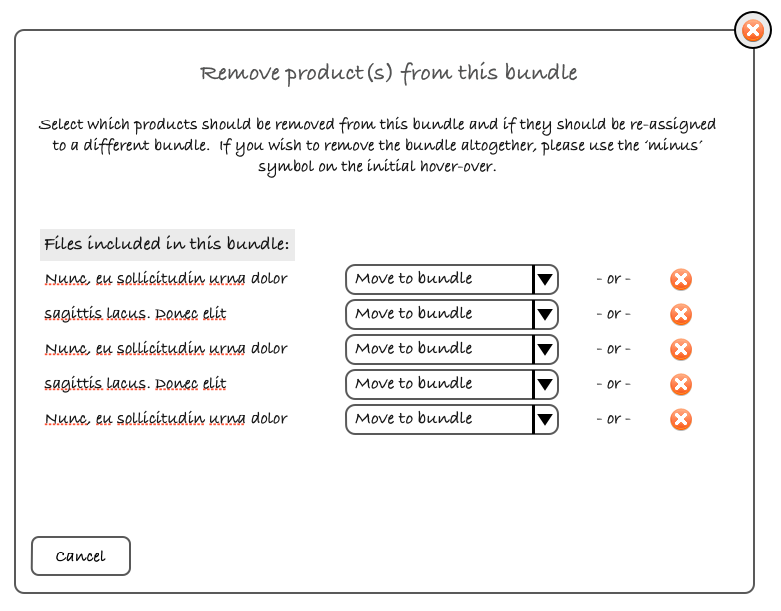 Remove product(s) from this bundle
Select which products should be removed from this bundle and if they should be re-assigned
to a different bundle. If you wish to remove the bundle altogether, please use the 'minus'
symbol on the initial hover-over.
Files included in this bundle:
Nunc, eu sollicitudin urna dolor Move to bundle - or -
sagittis lacus. Donec elit Move to bundle - or -
Nunc, eu sollicitudin urna dolor Move to bundle - or -
sagittis lacus. Donec elit Move to bundle - or -
Nunc, eu sollicitudin urna dolor Move to bundle - or -
Cancel